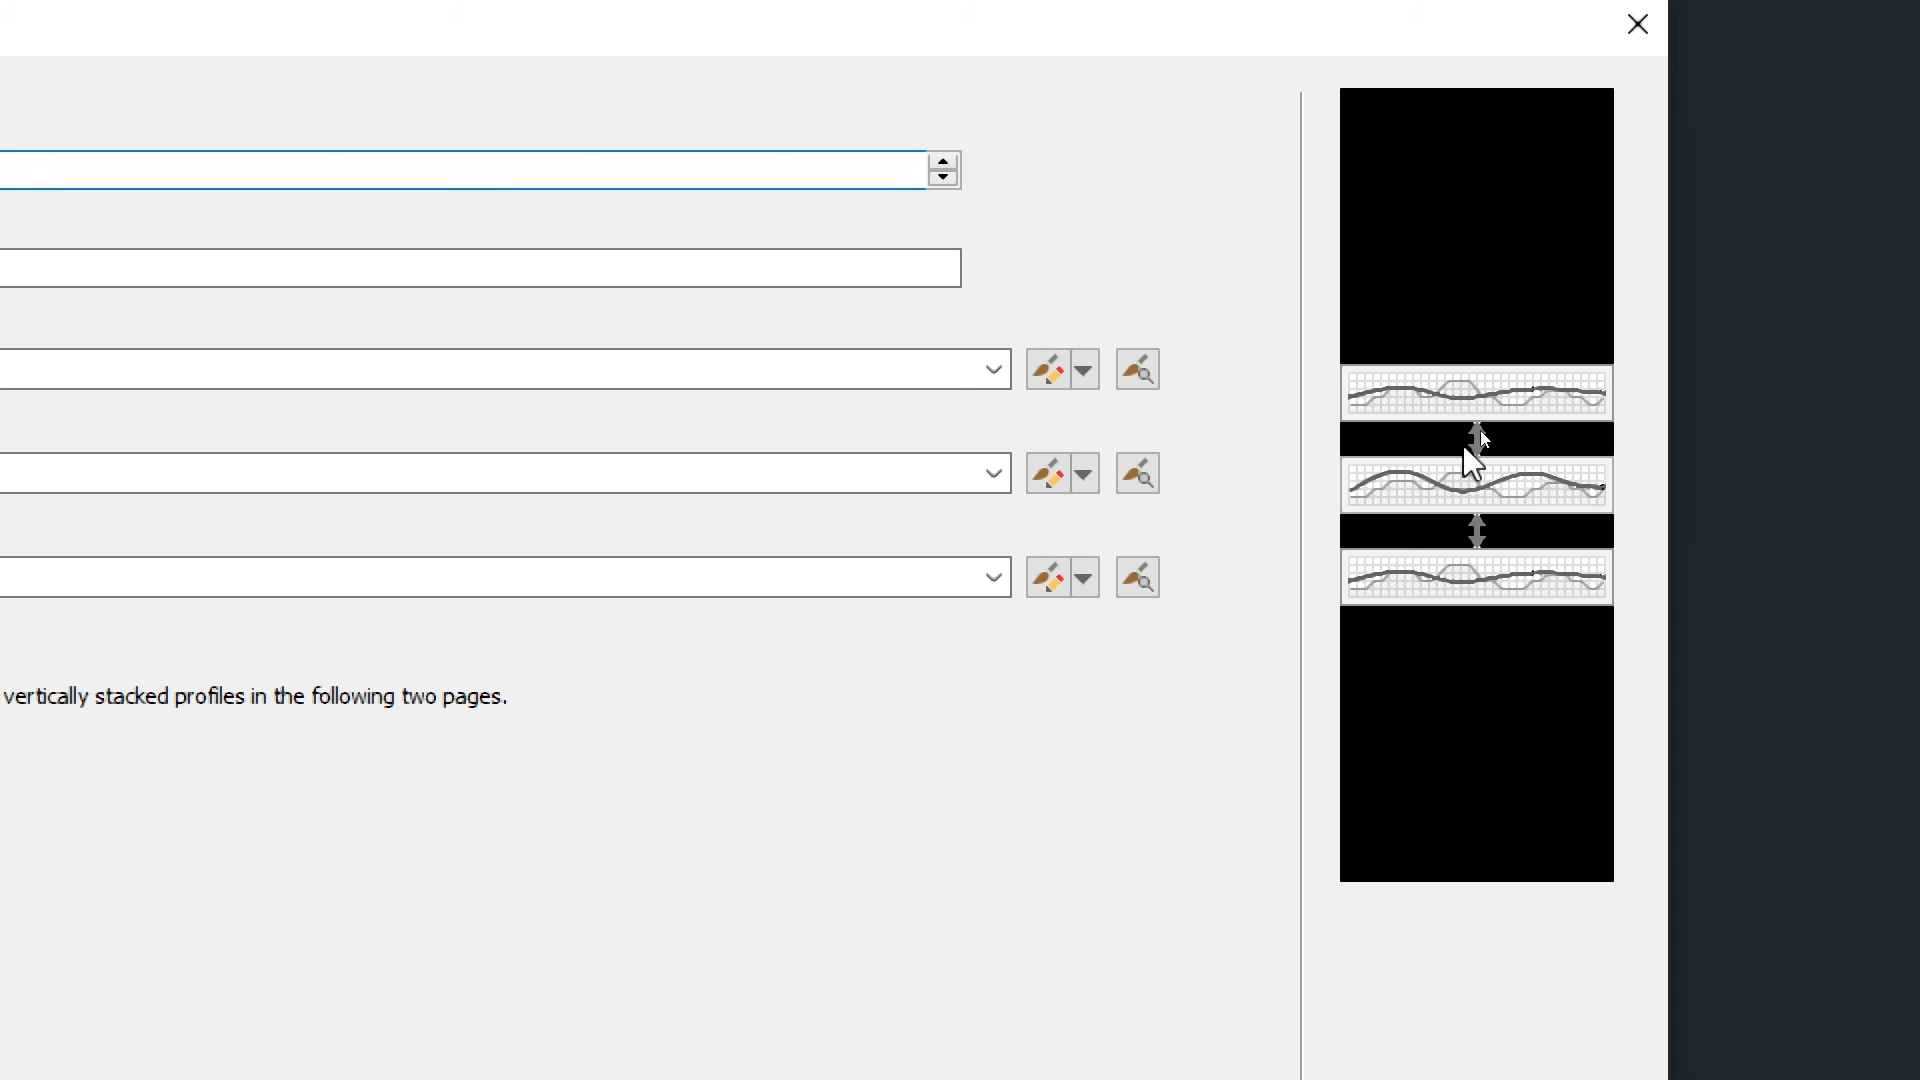 vertically stacked profiles in the following two pages.